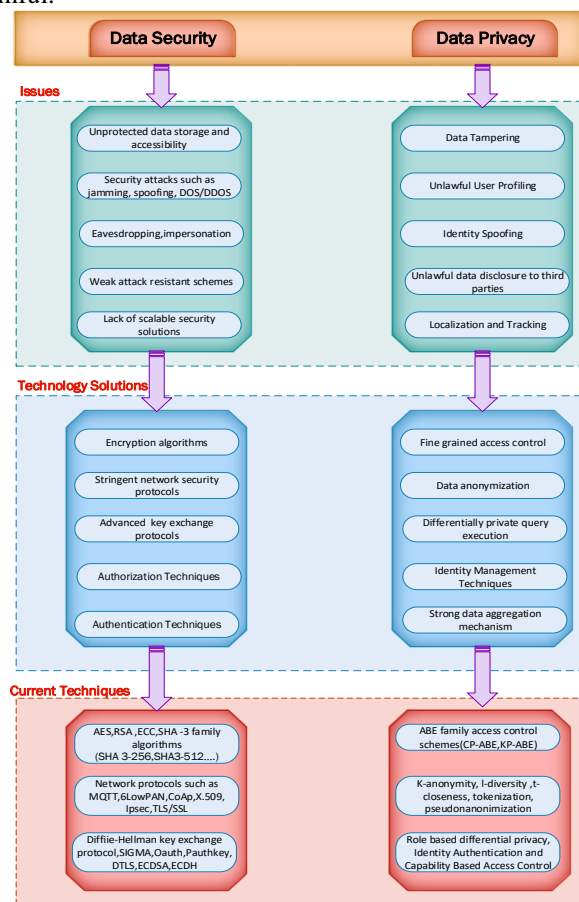 Data Security
Data Privacy
Issues
Unprotected data storage and
accessibility
Security attacks such as
jamming, spoofing, DOS/DDOS
Eavesdropping,impersonation
Weak attack resistant schemes
Lack of scalable security
solutions
Data Tampering
Unlawful User Profiling
Identity Spoofing
Unlawful data disclosure to third
parties
Localization and Tracking
Technology Solutions
Encryption algorithms
Stringent network security
protocols
Advanced key exchange
protocols
Authorization Techniques
Authentication Techniques
Fine grained access control
Data anonymization
Differentially private query
execution
Identity Management
Techniques
Strong data aggregation
mechanism
Current Techniques
AES,RSA ,ECC,SHA -3 family
algorithms
(SHA 3-256,SHA3-512....)
Network protocols such as
MQTT,6LowPAN,CoAp,X.509,
Ipsec,TLS/SSL
Diffiie-Hellman key exchange
protocol,SIGMA,Oauth,Pauthkey,
DTLS,ECDSA,ECDH
ABE family access control
schemes(CP-ABE,KP-ABE)
K-anonymity, l-diversity ,t-
closeness, tokenization,
pseudonanonimization
Role based differential privacy,
Identity Authentication and
Capability Based Access Control